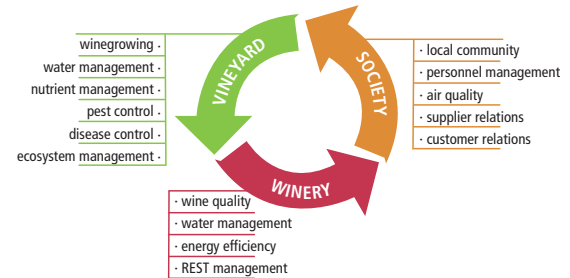 VINEYARD
winegrowing ·
water management ·
nutrient management ·
pest control ·
disease control ·
ecosystem management ·
SOCIETY
· local community
· personnel management
· air quality
· supplier relations
· customer relations
WINERY
· wine quality
· water management
· energy efficiency
· REST management